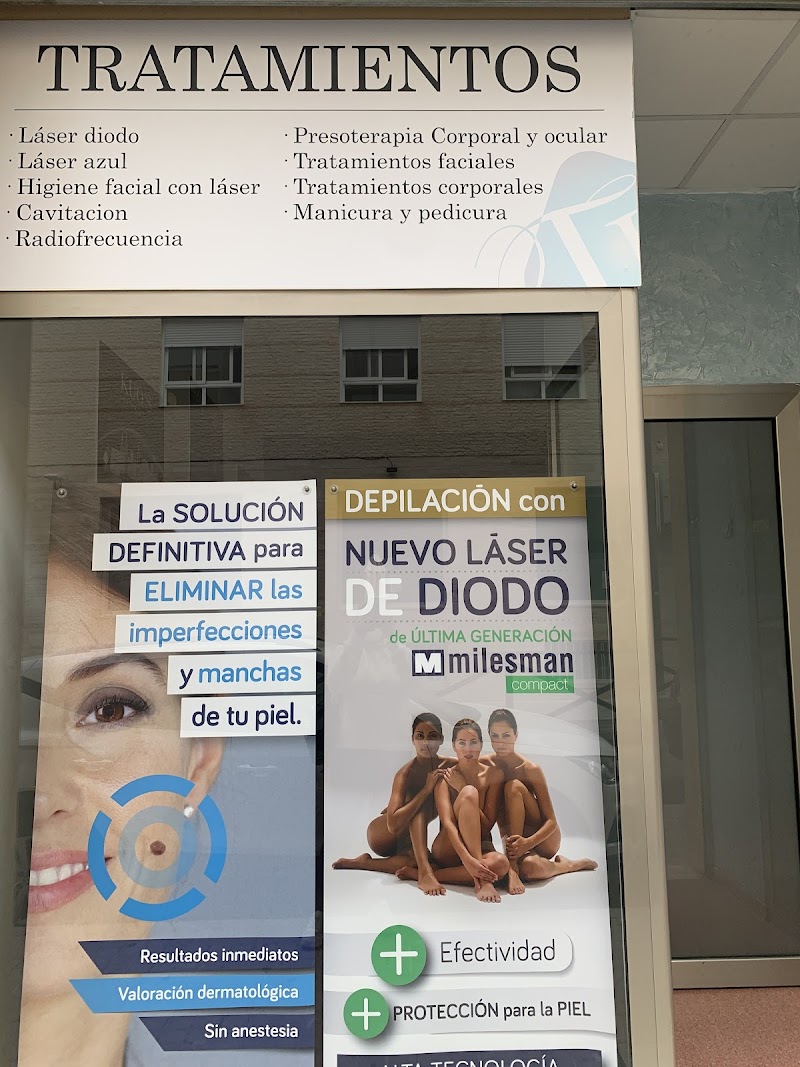 TRATAMIENTOS
· Láser diodo
· Láser azul
· Higiene facial con láser
· Cavitacion
· Radiofrecuencia
· Presoterapia Corporal y ocular
· Tratamientos faciales
· Tratamientos corporales
· Manicura y pedicura
La SOLUCIÓN
DEFINITIVA para
ELIMINAR las
imperfecciones
y manchas
de tu piel.
Resultados inmediatos
Valoración dermatológica
Sin anestesia
DEPILACIÓN con
NUEVO LÁSER
DE DIODO
de ÚLTIMA GENERACIÓN
M milesman
compact
+ Efectividad
+ PROTECCIÓN para la PIEL
ALTA TECNOLOGÍA